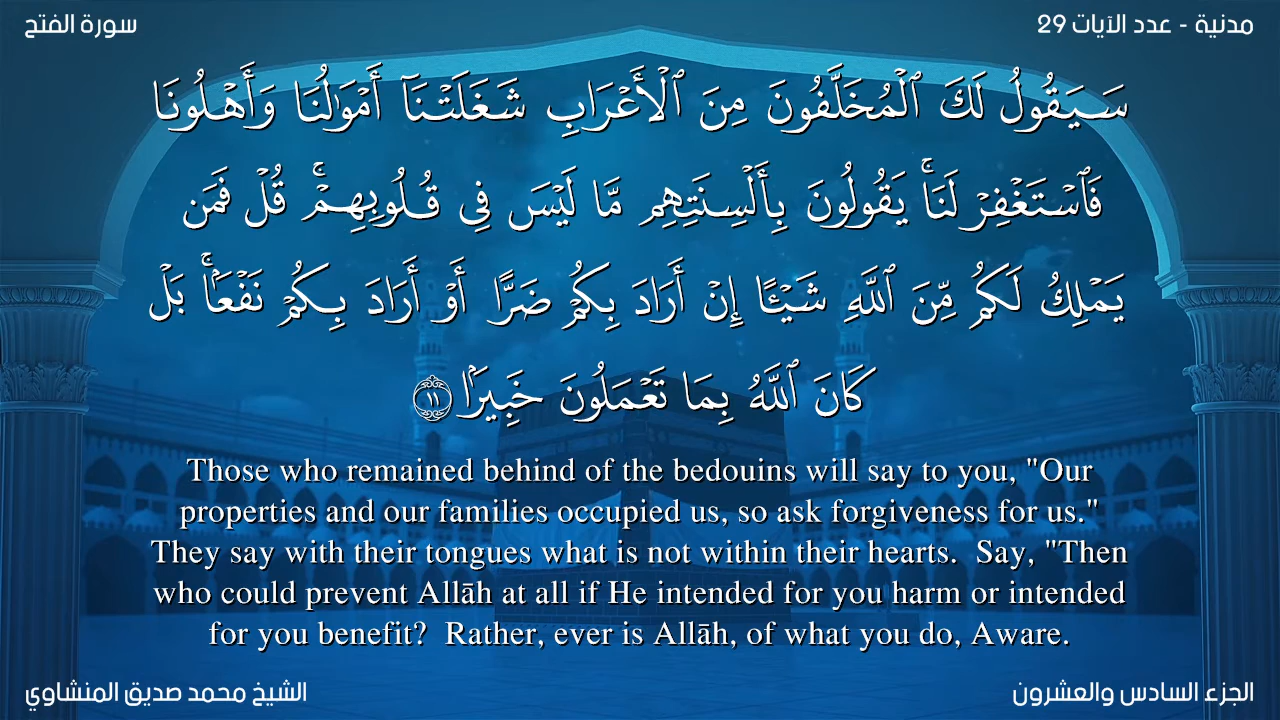 مدنية - عدد الآيات 29
سورة الفتح
سَيَقُولُ لَكَ ٱلْمُخَلَّفُونَ مِنَ ٱلْأَعْرَابِ شَغَلَتْنَآ أَمْوَٰلُنَا وَأَهْلُونَا
فَٱسْتَغْفِرْ لَنَا ۚ يَقُولُونَ بِأَلْسِنَتِهِم مَّا لَيْسَ فِى قُلُوبِهِمْ ۚ قُلْ فَمَن
يَمْلِكُ لَكُم مِّنَ ٱللَّهِ شَيْـًٔا إِنْ أَرَادَ بِكُمْ ضَرًّا أَوْ أَرَادَ بِكُمْ نَفْعًۢا ۚ بَلْ
كَانَ ٱللَّهُ بِمَا تَعْمَلُونَ خَبِيرًۢا ١١
Those who remained behind of the bedouins will say to you, "Our
properties and our families occupied us, so ask forgiveness for us."
They say with their tongues what is not within their hearts.  Say, "Then
who could prevent Allāh at all if He intended for you harm or intended
for you benefit?  Rather, ever is Allāh, of what you do, Aware.
الجزء السادس والعشرون
الشيخ محمد صديق المنشاوي